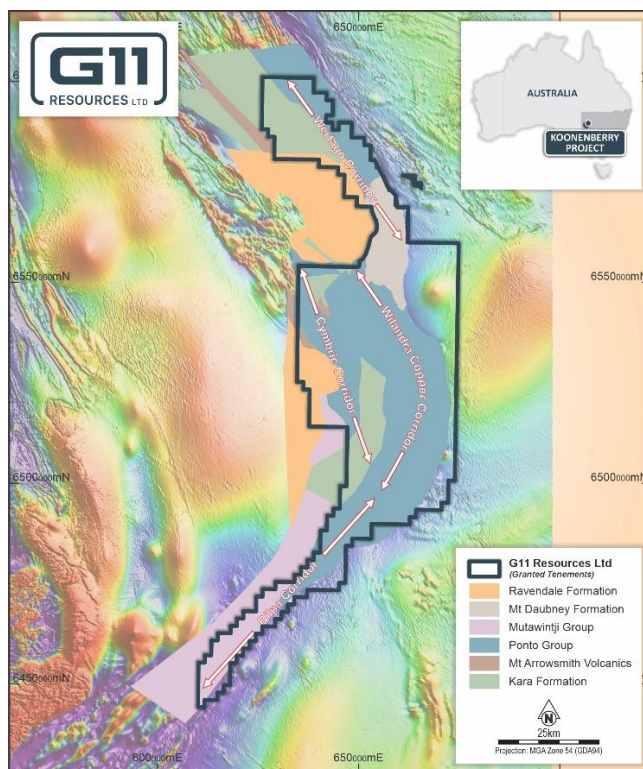 G11
RESOURCES LTD
AUSTRALIA
KOONENBERRY
PROJECT
Wertago Corridor
6550000mN
6550000mN
Cymbric Corridor
Wilandra Copper Corridor
6500000mN
6500000mN
6450000mN
600000mE
650000mE
G11 Resources Ltd
(Granted Tenements)
Ravendale Formation
Mt Daubney Formation
Mutawintji Group
Ponto Group
Mt Arrowsmith Volcanics
Kara Formation
N
25km
Projection: MGA Zone 54 (GDA94)
Corridor